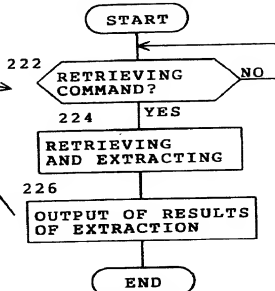 START
222
RETRIEVING
COMMAND?
NO
YES
224
RETRIEVING
AND EXTRACTING
226
OUTPUT OF RESULTS
OF EXTRACTION
END